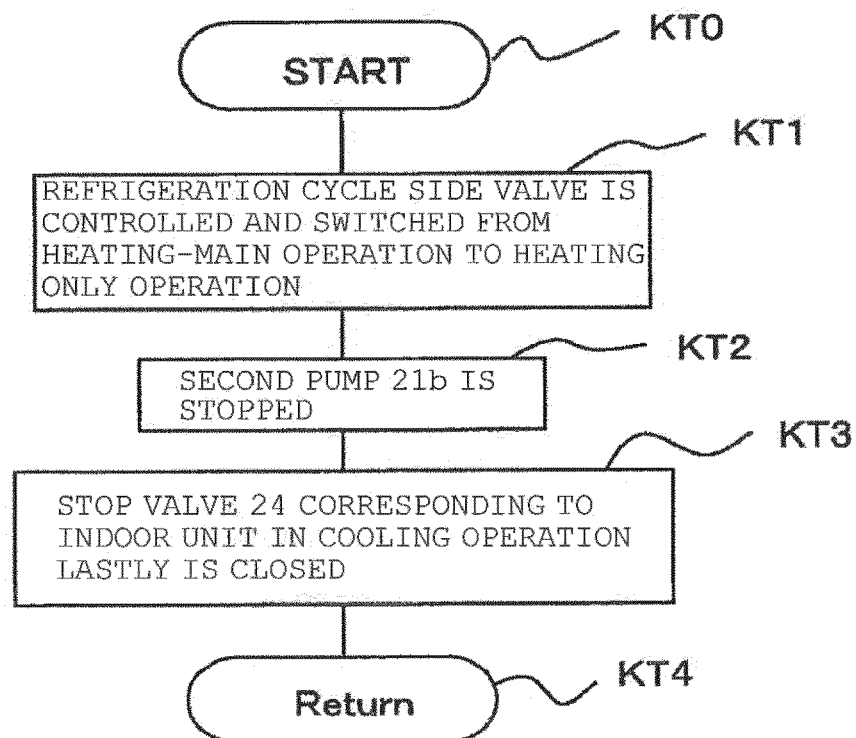 KT0
START
KT1
REFRIGERATION CYCLE SIDE VALVE IS
CONTROLLED AND SWITCHED FROM
HEATING-MAIN OPERATION TO HEATING
ONLY OPERATION
KT2
SECOND PUMP 21b IS
STOPPED
KT3
STOP VALVE 24 CORRESPONDING TO
INDOOR UNIT IN COOLING OPERATION
LASTLY IS CLOSED
KT4
Return